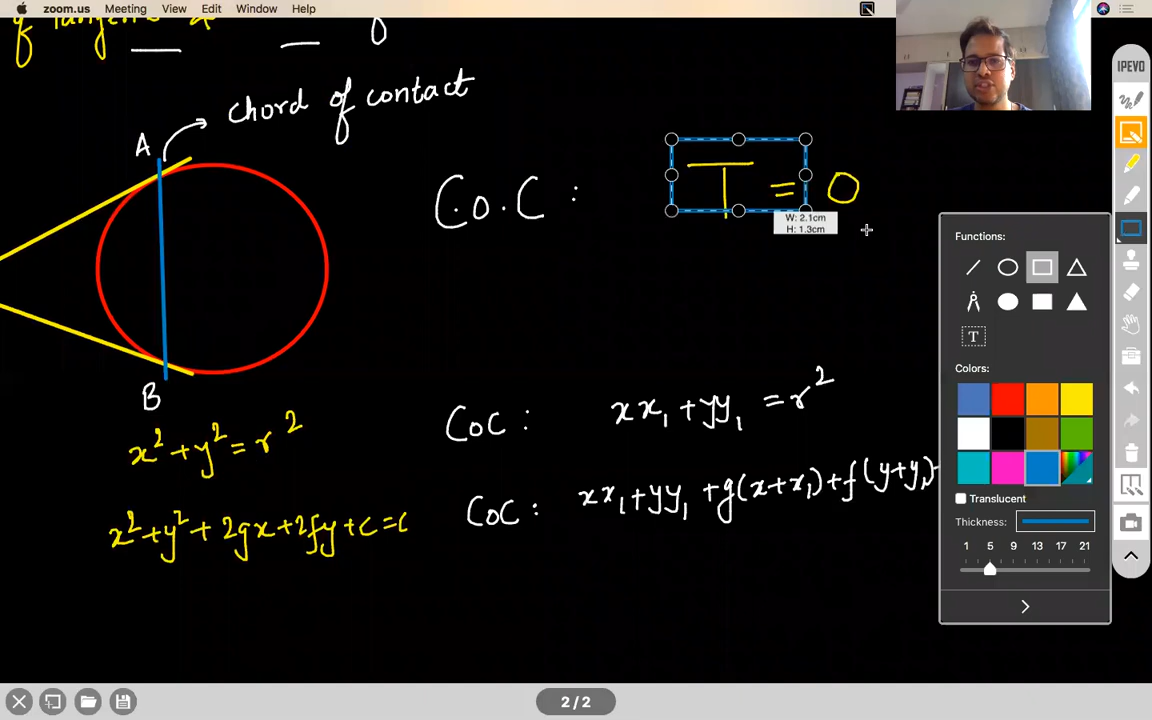 zoom.us Meeting View Edit Window Help
of Tangent
chord of contact
A
IPEVO
C.O.C : T = 0
W: 2.1cm
H: 1.3cm
Functions:
T
Colors:
B
COC : xx₁ + yy₁ = r²
x² + y² = r²
COC : xx₁ + yy₁ + g(x+x₁) + f(y+y₁)
x² + y² + 2gx + 2fy + c =
Translucent
Thickness:
1 5 9 13 17 21
2 / 2